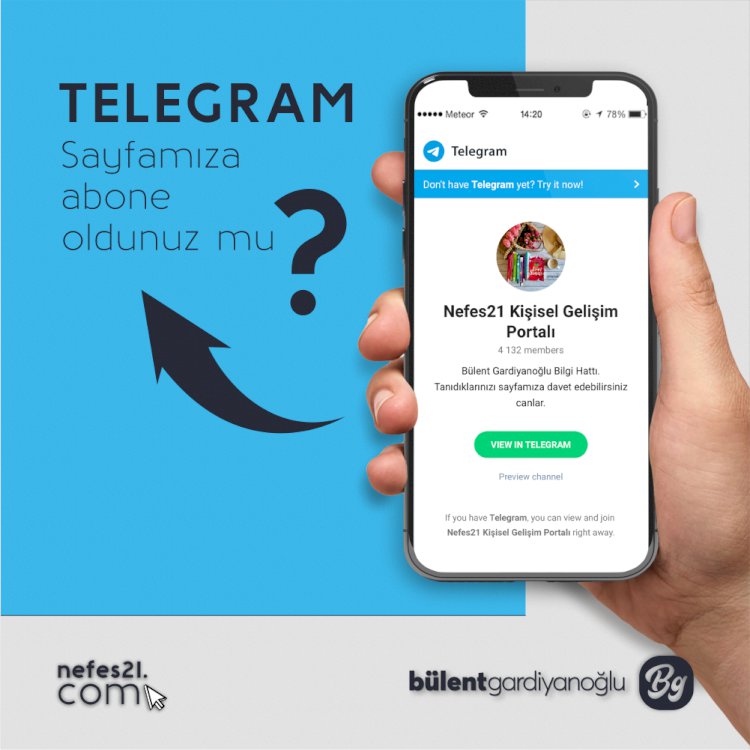 TELEGRAM
Sayfamıza
abone
oldunuz mu
?
Meteor 14:20 78%
Telegram
Don't have Telegram yet? Try it now!
Nefes21 Kişisel Gelişim
Portalı
4 132 members
Bülent Gardiyanoğlu Bilgi Hattı.
Tanıdıklarınızı sayfamıza davet edebilirsiniz
canlar.
VIEW IN TELEGRAM
Preview channel
If you have Telegram, you can view and join
Nefes21 Kişisel Gelişim Portalı right away.
nefes21.
com
bülentgardiyanoğlu Bg